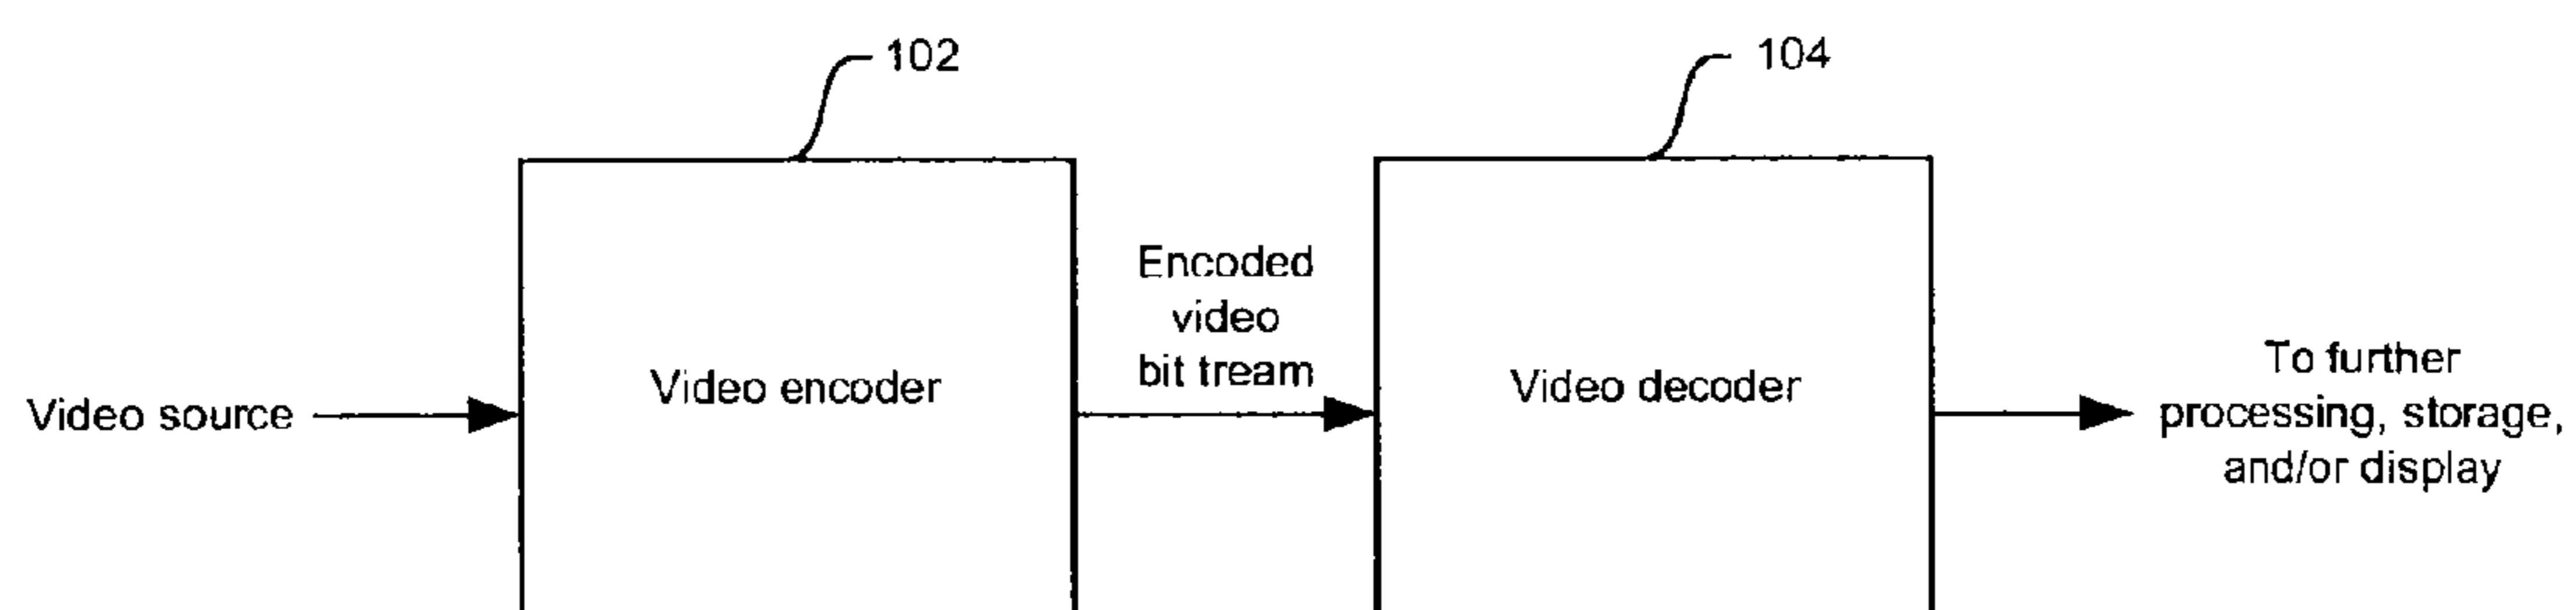 102
104
Encoded
video
bit tream
Video source
Video encoder
Video decoder
To further
processing, storage,
and/or display